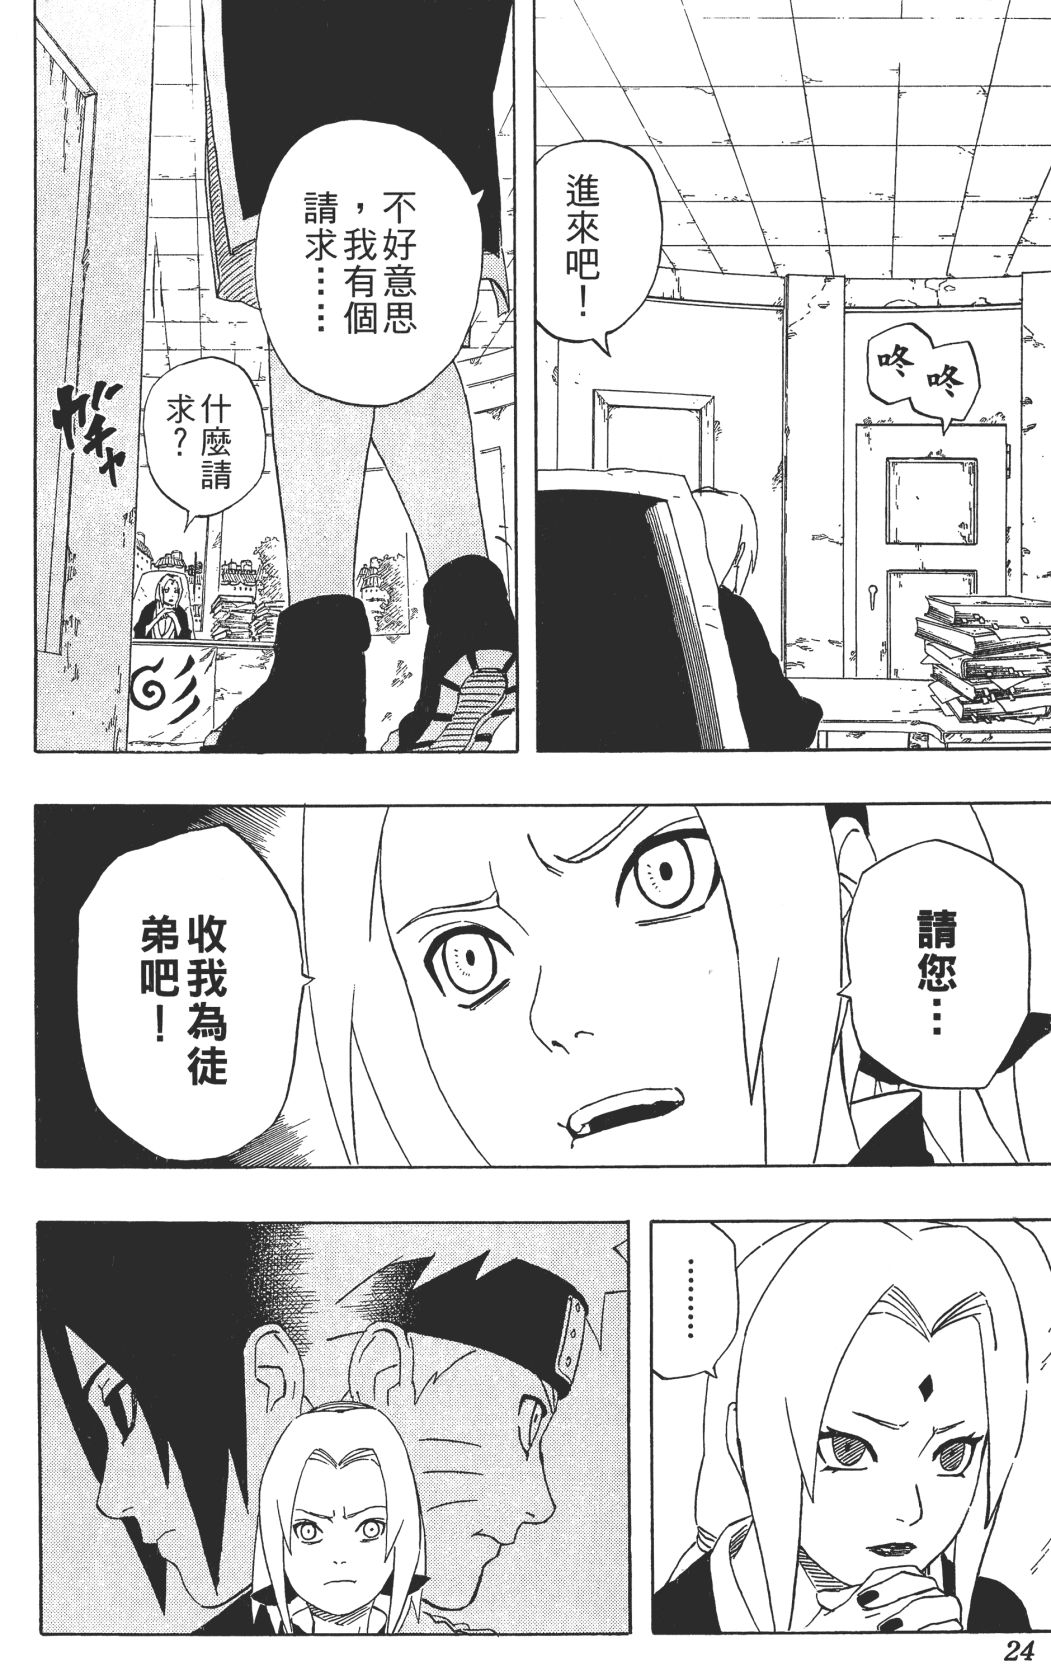 咚
咚
進來吧！
不好意思
，我有個
請求……
什麼請
求？
ガチャ
請您…
收我為徒
弟吧！
………
24